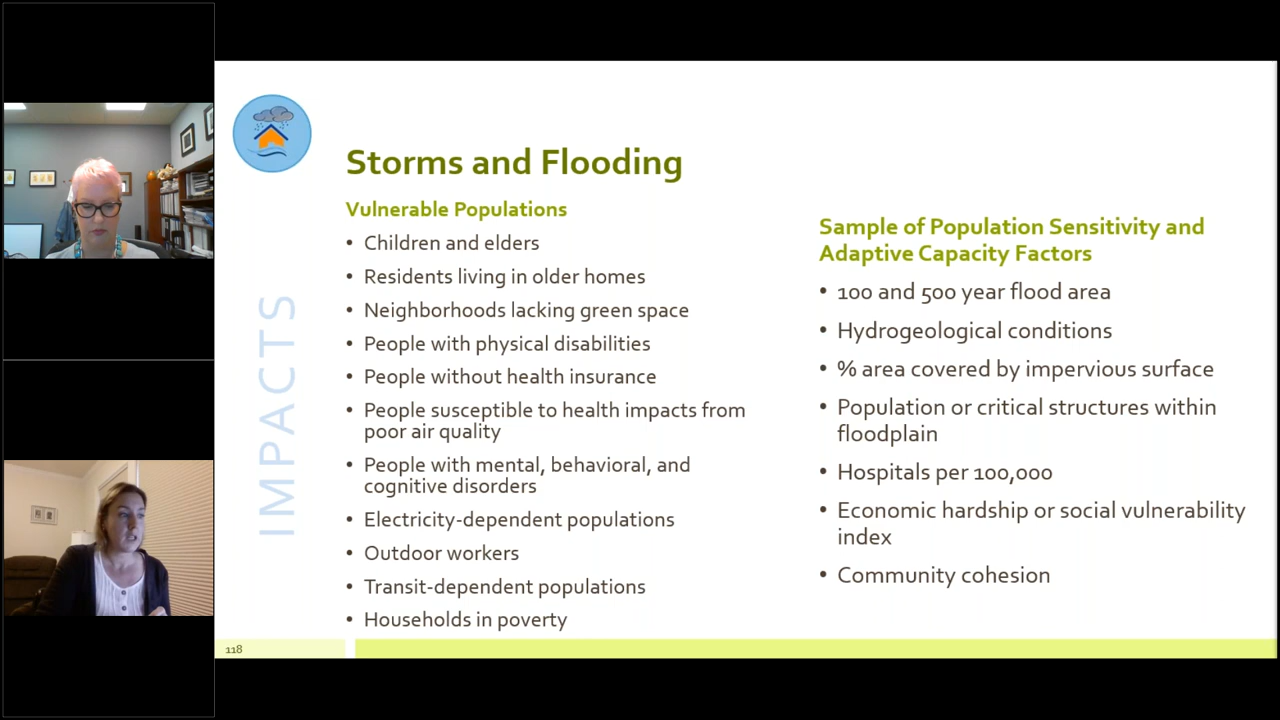 Storms and Flooding
Vulnerable Populations
• Children and elders
• Residents living in older homes
• Neighborhoods lacking green space
• People with physical disabilities
• People without health insurance
• People susceptible to health impacts from
poor air quality
• People with mental, behavioral, and
cognitive disorders
• Electricity-dependent populations
• Outdoor workers
• Transit-dependent populations
• Households in poverty
Sample of Population Sensitivity and
Adaptive Capacity Factors
• 100 and 500 year flood area
• Hydrogeological conditions
• % area covered by impervious surface
• Population or critical structures within
floodplain
• Hospitals per 100,000
• Economic hardship or social vulnerability
index
• Community cohesion
IMPACTS
118